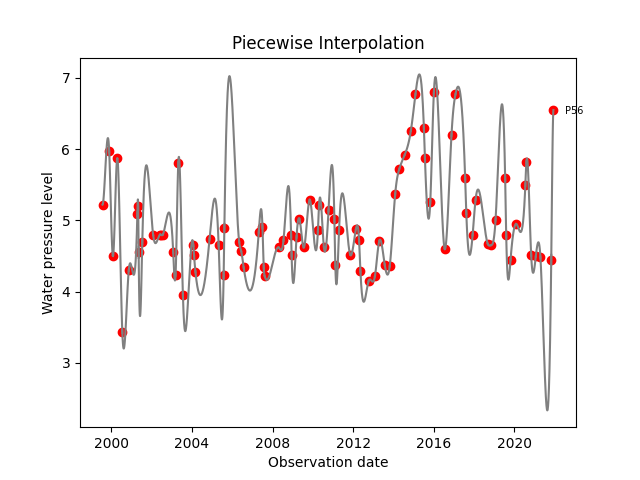 Piecewise Interpolation
7
6
5
4
3
Water pressure level
P56
2000 2004 2008 2012 2016 2020
Observation date